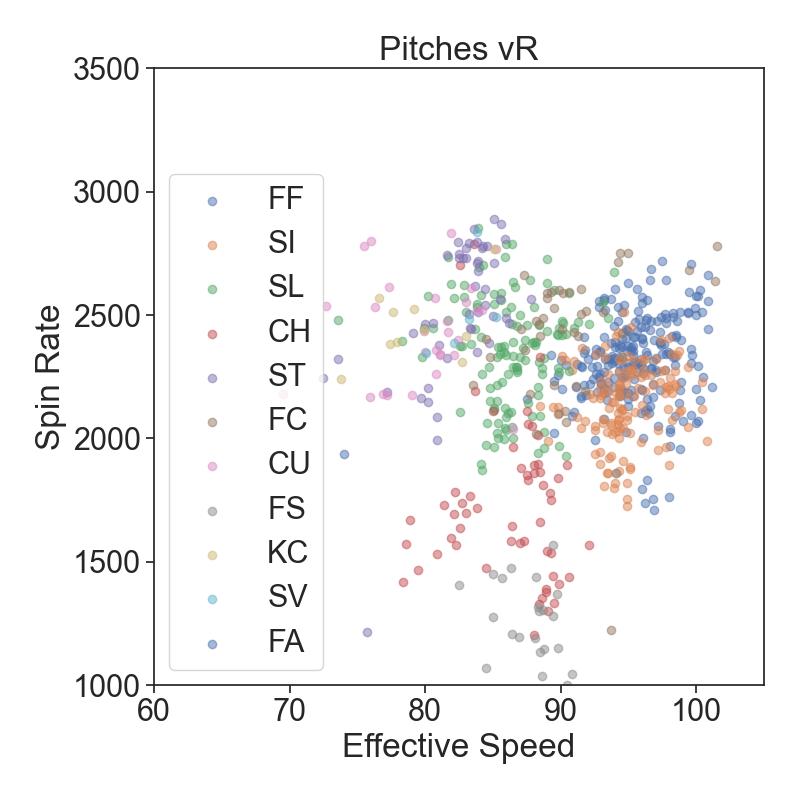 Pitches vR
3500
3000
2500
2000
1500
1000
Spin Rate
FF
SI
SL
CH
ST
FC
CU
FS
KC
SV
FA
60 70 80 90 100
Effective Speed